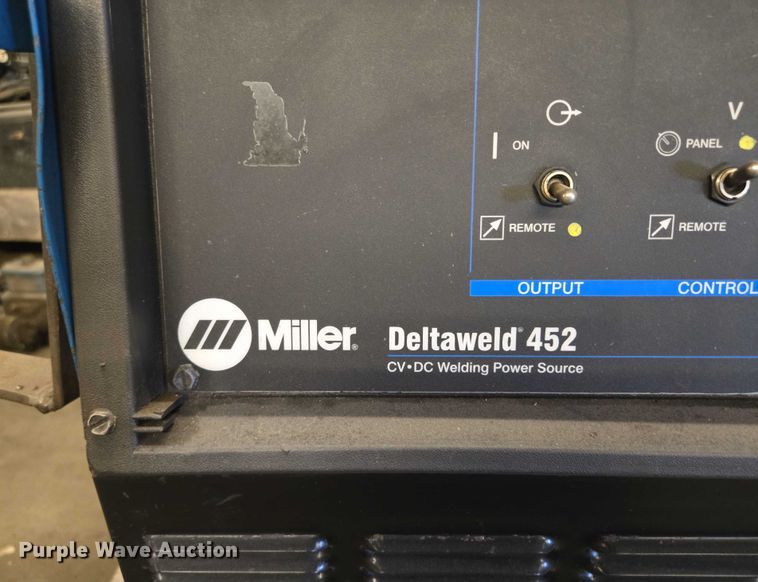 V
ON
PANEL
REMOTE
REMOTE
OUTPUT
CONTROL
Miller®
Deltaweld® 452
CV•DC Welding Power Source
Purple Wave Auction